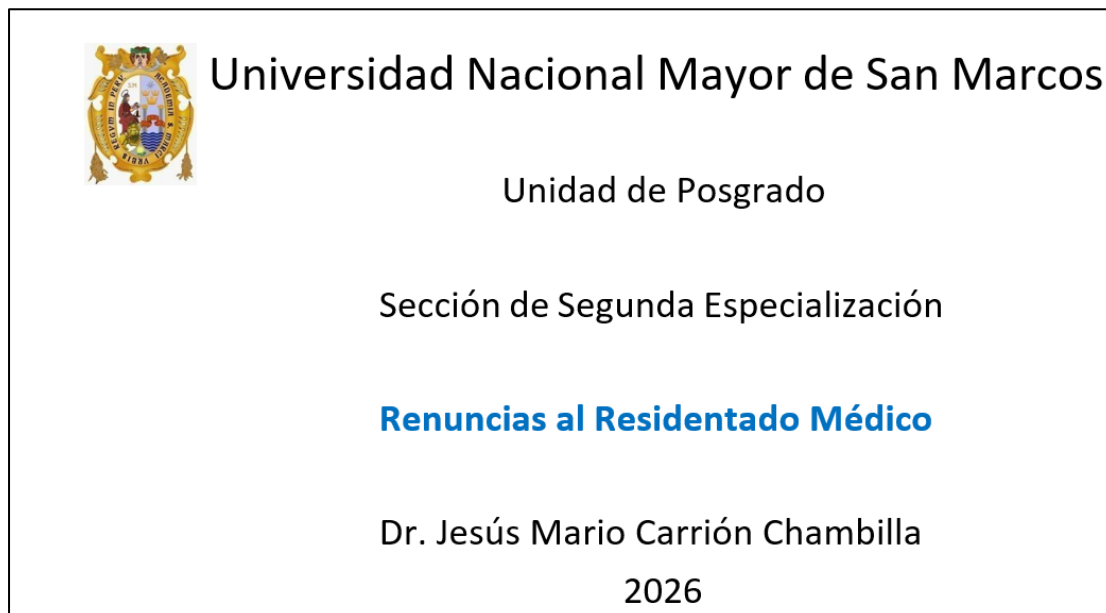 Universidad Nacional Mayor de San Marcos
Unidad de Posgrado
Sección de Segunda Especialización
Renuncias al Residentado Médico
Dr. Jesús Mario Carrión Chambilla
2026